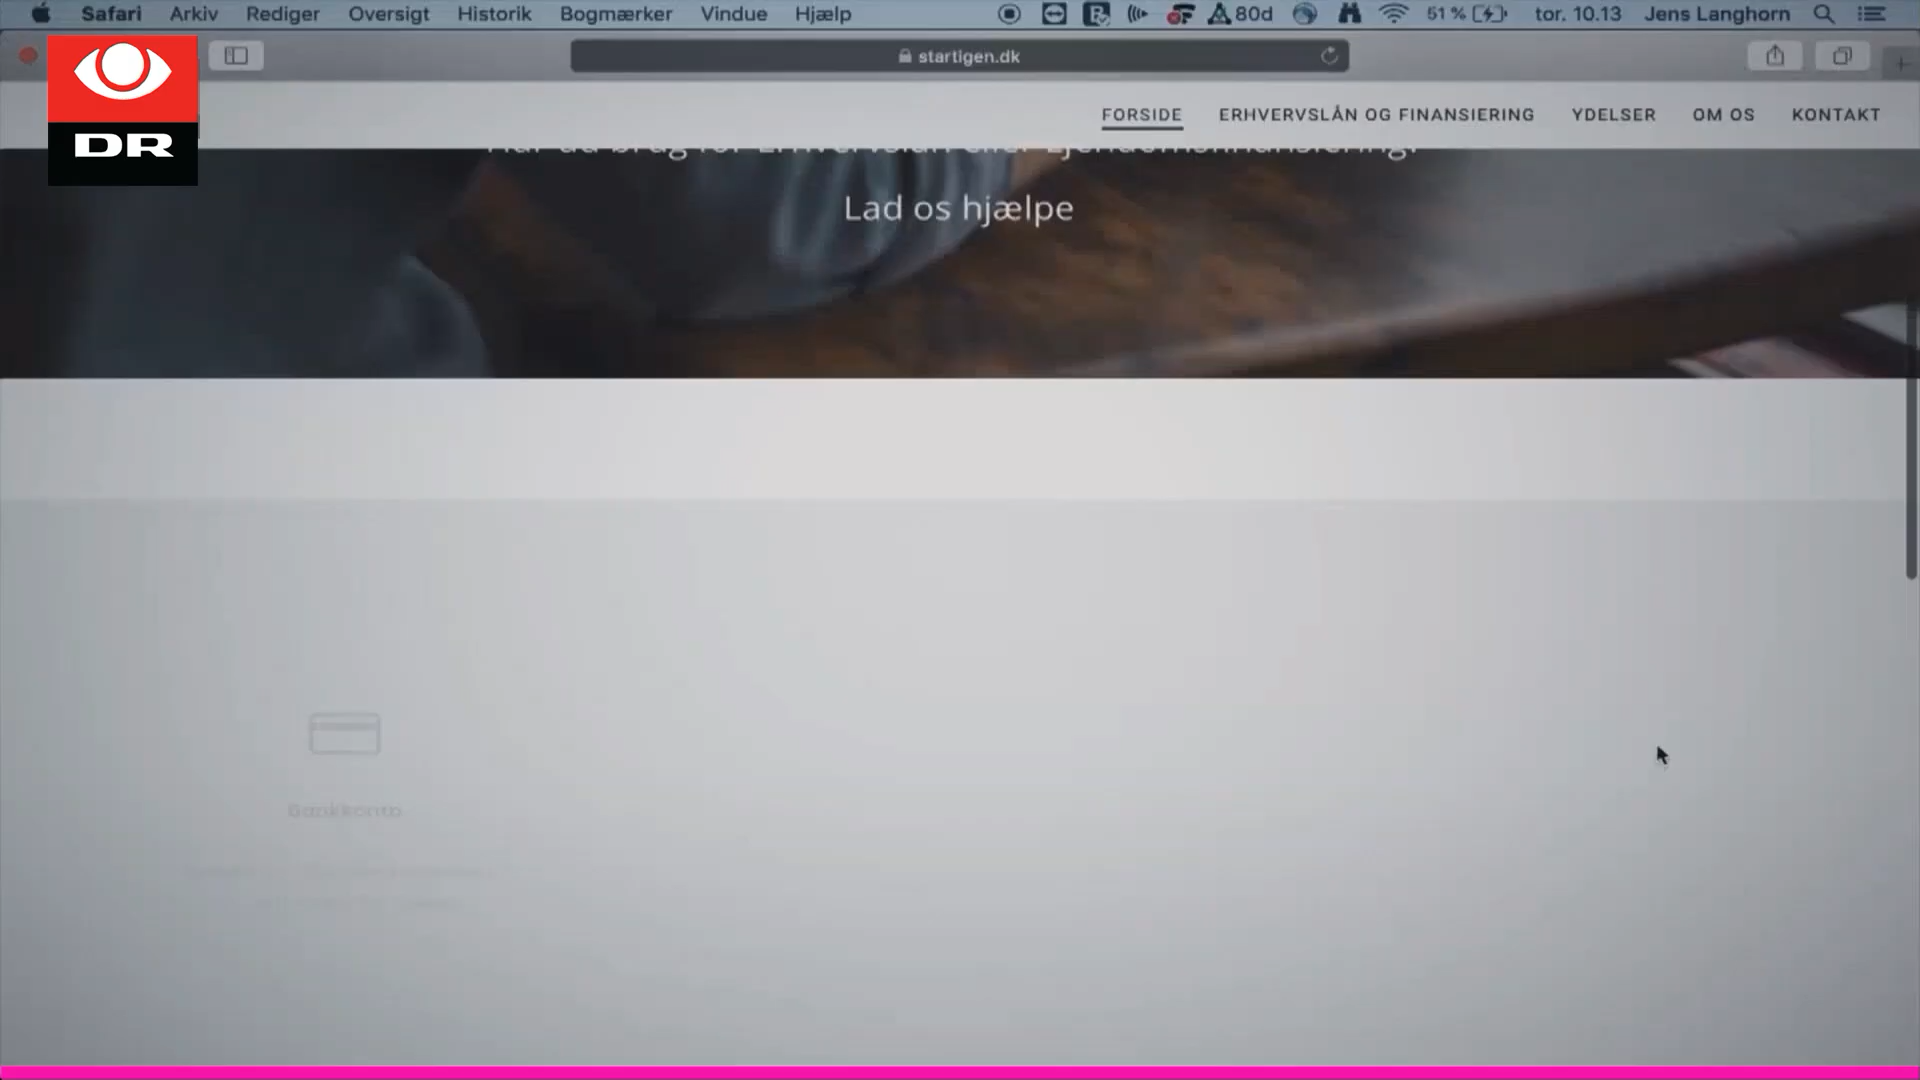 Safari Arkiv Rediger Oversigt Historik Bogmærker Vindue Hjælp 80d 51 % tor. 10.13 Jens Langhorn
startigen.dk
DR
FORSIDE ERHVERVSLÅN OG FINANSIERING YDELSER OM OS KONTAKT
Lad os hjælpe
Bankkonto